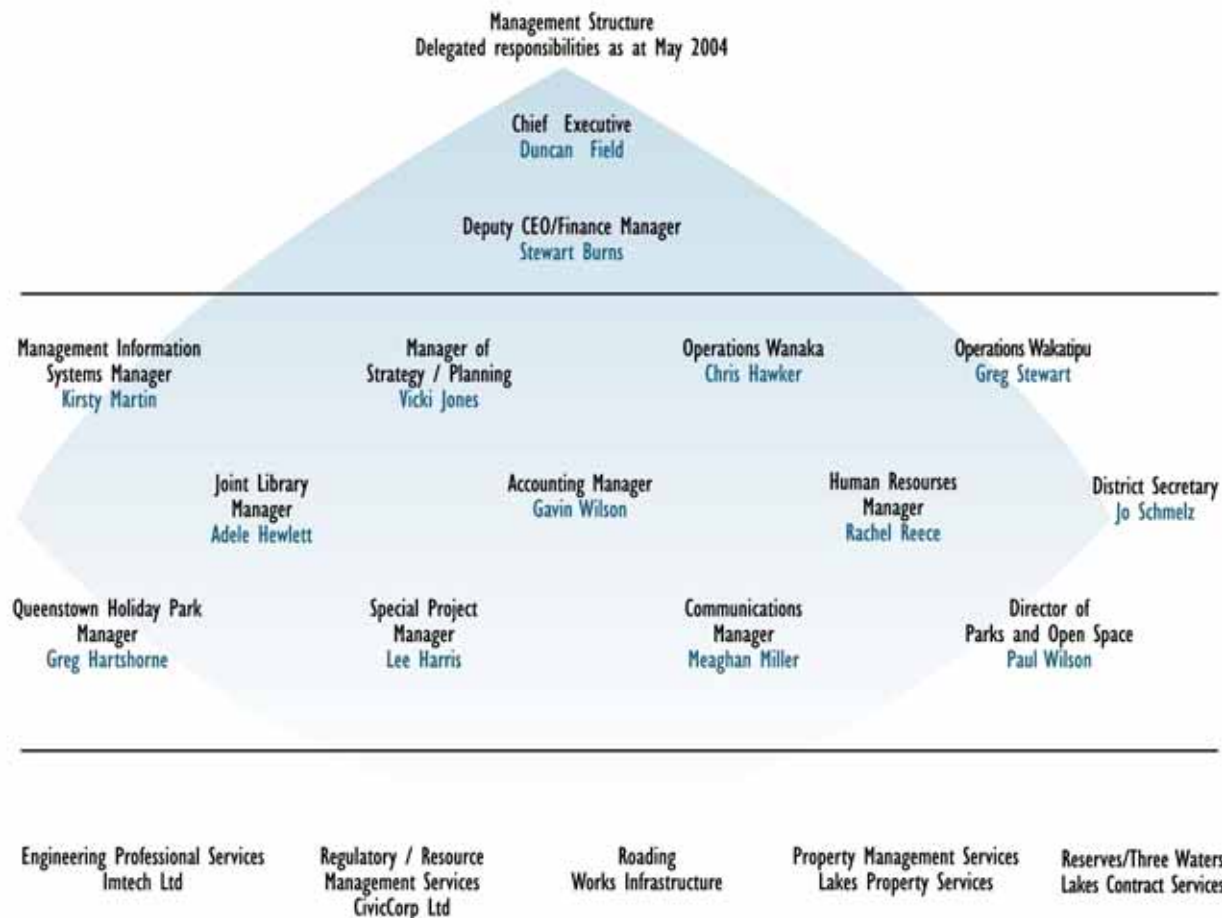 Management Structure
Delegated responsibilities as at May 2004
Chief Executive
Duncan Field
Deputy CEO/Finance Manager
Stewart Burns
Management Information
Systems Manager
Kirsty Martin
Manager of
Strategy / Planning
Vicki Jones
Operations Wanaka
Chris Hawker
Operations Wakatipu
Greg Stewart
Joint Library
Manager
Adele Hewlett
Accounting Manager
Gavin Wilson
Human Resourses
Manager
Rachel Reece
District Secretary
Jo Schmelz
Queenstown Holiday Park
Manager
Greg Hartshorne
Special Project
Manager
Lee Harris
Communications
Manager
Meaghan Miller
Director of
Parks and Open Space
Paul Wilson
Engineering Professional Services
Imtech Ltd
Regulatory / Resource
Management Services
CivicCorp Ltd
Roading
Works Infrastructure
Property Management Services
Lakes Property Services
Reserves/Three Waters
Lakes Contract Services